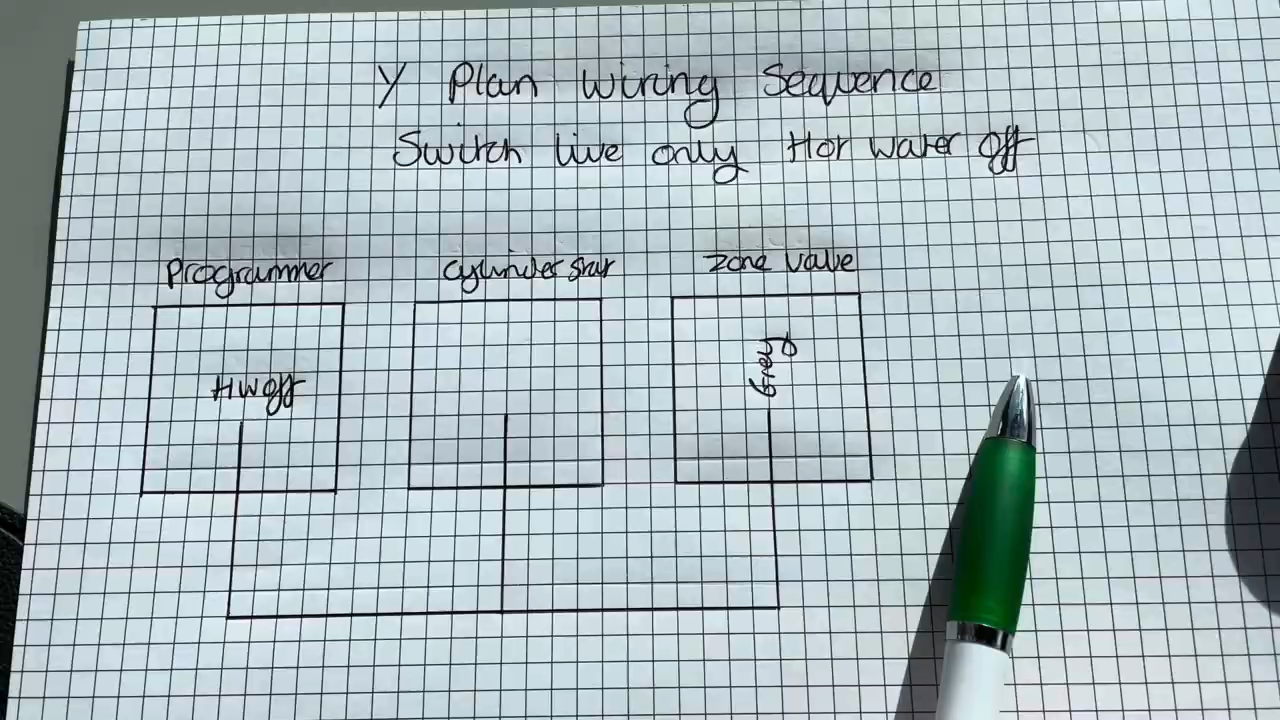 Y Plan wiring Sequence
Switch live only Hot water off
Programmer
cylinder stat
zone valve
HW off
Grey